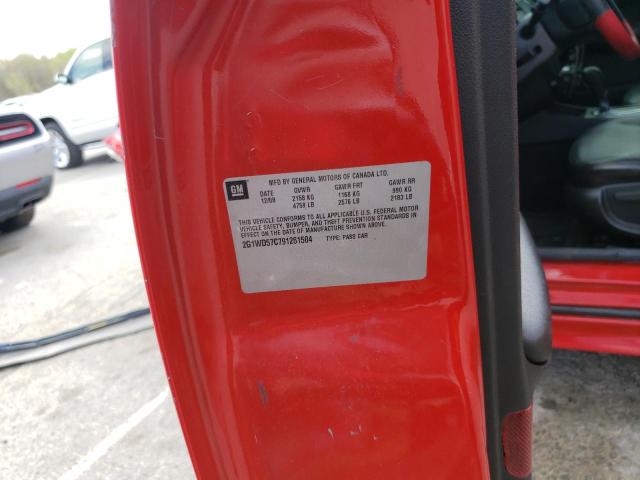 MFD BY GENERAL MOTORS OF CANADA LTD.
GM
DATE GVWR GAWR FRT GAWR RR
12/08 2158 KG 1168 KG 990 KG
4759 LB 2576 LB 2183 LB
THIS VEHICLE CONFORMS TO ALL APPLICABLE U.S. FEDERAL MOTOR
VEHICLE SAFETY, BUMPER, AND THEFT PREVENTION STANDARDS IN
EFFECT ON THE DATE OF MANUFACTURE SHOWN ABOVE.
2G1WD57C791261504 TYPE: PASS CAR